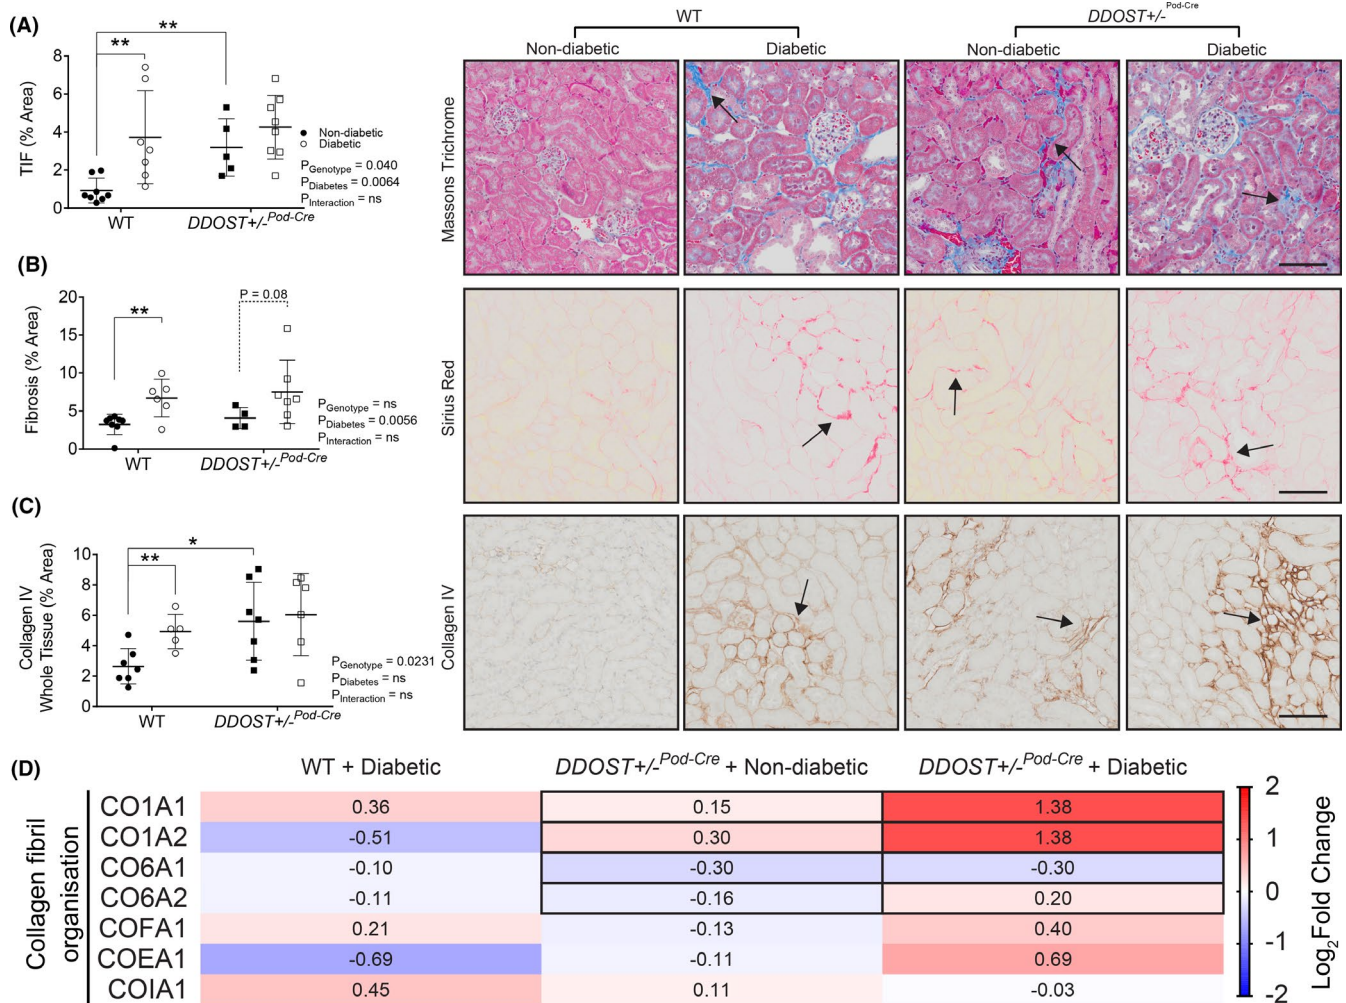 (A)
**
**
8
6
4
2
0
TIF (% Area)
Non-diabetic
Diabetic
PGenotype = 0.040
PDiabetes = 0.0064
PInteraction = ns
WT
DDOST+/-Pod-Cre
WT
DDOST+/-Pod-Cre
Non-diabetic
Diabetic
Non-diabetic
Diabetic
Massons Trichrome
(B)
P = 0.08
**
20
15
10
5
0
Fibrosis (% Area)
PGenotype = ns
PDiabetes = 0.0056
PInteraction = ns
WT
DDOST+/-Pod-Cre
Sirius Red
(C)
*
**
10
8
6
4
2
0
Collagen IV
Whole Tissue (% Area)
PGenotype = 0.0231
PDiabetes = ns
PInteraction = ns
WT
DDOST+/-Pod-Cre
Collagen IV
(D)
WT + Diabetic
DDOST+/-Pod-Cre + Non-diabetic
DDOST+/-Pod-Cre + Diabetic
Collagen fibril
organisation
CO1A1 0.36 0.15 1.38
CO1A2 -0.51 0.30 1.38
CO6A1 -0.10 -0.30 -0.30
CO6A2 -0.11 -0.16 0.20
COFA1 0.21 -0.13 0.40
COEA1 -0.69 -0.11 0.69
COIA1 0.45 0.11 -0.03
2
1
0
-1
-2
Log2Fold Change